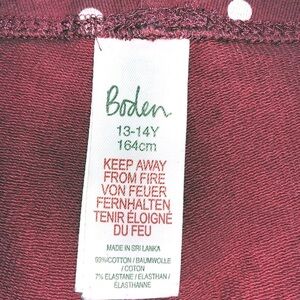 Boden
13-14Y
164cm
KEEP AWAY
FROM FIRE
VON FEUER
FERNHALTEN
TENIR ÉLOIGNÉ
DU FEU
MADE IN SRI LANKA
93%COTTON / BAUMWOLLE
/ COTON
7% ELASTANE / ELASTHAN /
ÉLASTHANNE